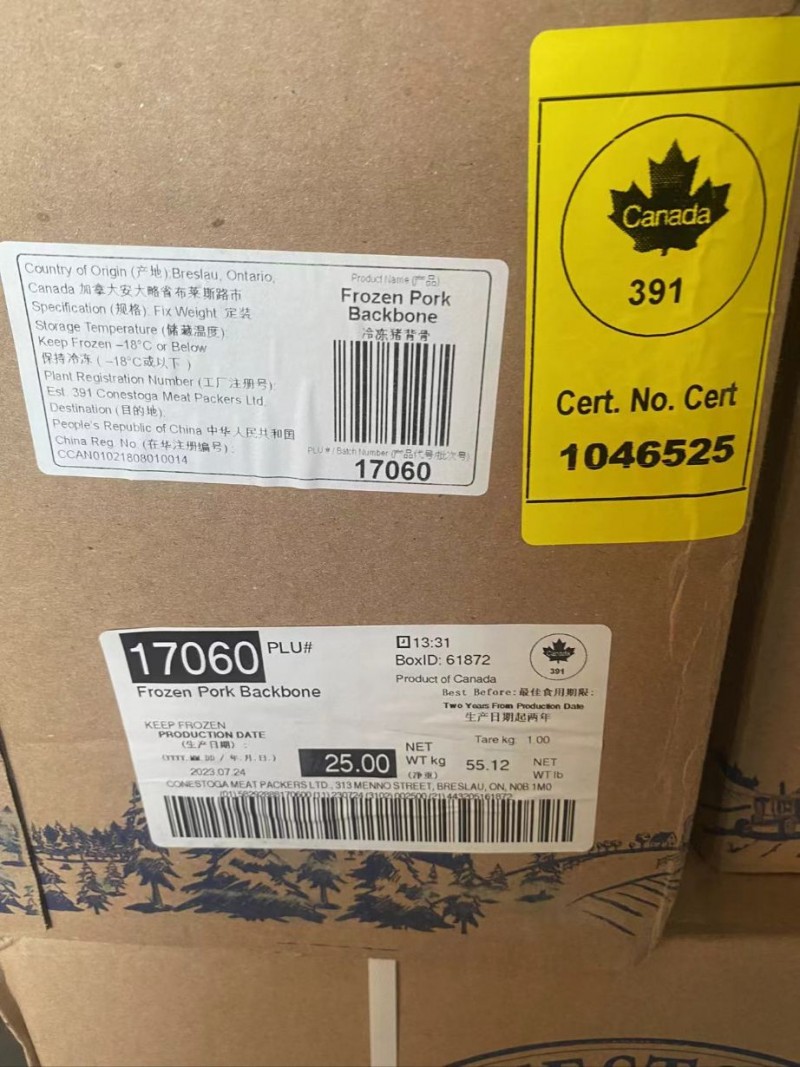 Country of Origin (产地) Breslau, Ontario,
Canada 加拿大安大略省布莱斯路市
Specification (规格) Fix Weight 定装
Storage Temperature (储藏温度)
Keep Frozen -18°C or Below
保持冷冻 ( -18°C或以下 )
Plant Registration Number (工厂注册号)
Est. 391 Conestoga Meat Packers Ltd.
Destination (目的地)
People's Republic of China 中华人民共和国
China Reg. No (在华注册编号):
CCAN01021808010014
Product Name (产品)
Frozen Pork
Backbone
冷冻猪背骨
PLU # / Batch Number (产品代号/批次号)
17060
Canada
391
Cert. No. Cert
1046525
17060 PLU#
Frozen Pork Backbone
KEEP FROZEN
PRODUCTION DATE
(生产日期) :
(YYYY.MM.DD / 年.月.日.)
2023.07.24
13:31
BoxID: 61872
Product of Canada
Canada
391
Best Before: 最佳食用期限:
Two Years From Production Date
生产日期起两年
Tare kg: 1.00
25.00 NET WT kg (净重)
55.12 NET WT lb
CONESTOGA MEAT PACKERS LTD., 313 MENNO STREET, BRESLAU, ON, N0B 1M0